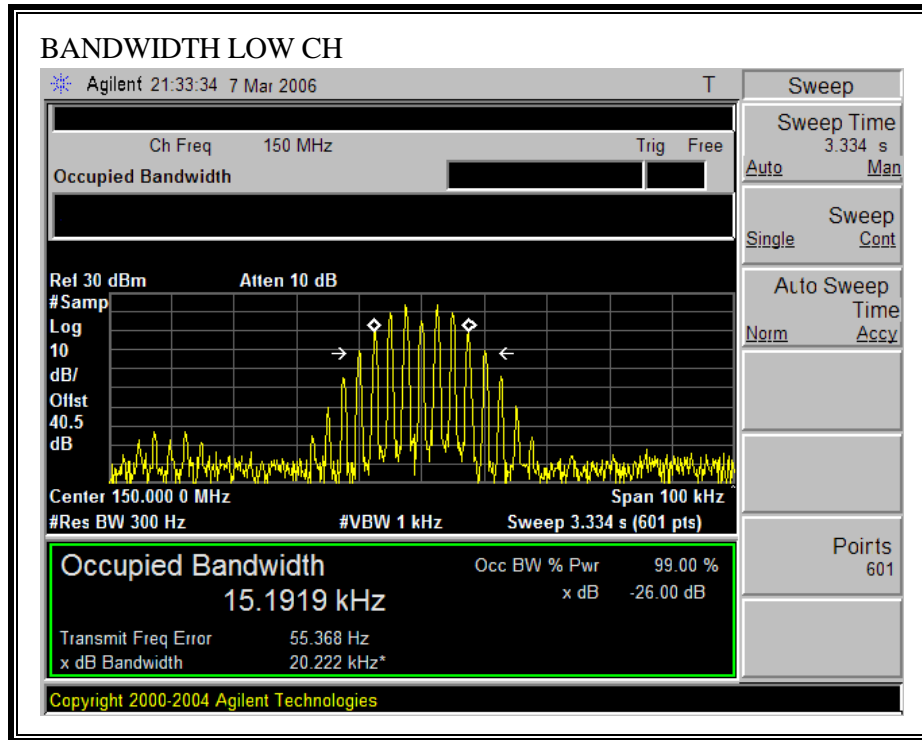 BANDWIDTH LOW CH
Agilent 21:33:34 7 Mar 2006 T
Sweep
Ch Freq 150 MHz Trig Free
Occupied Bandwidth
Sweep Time
3.334 s
Auto Man
Sweep
Single Cont
Auto Sweep
Time
Norm Accy
Points
601
Ref 30 dBm Atten 10 dB
#Samp
Log
10
dB/
Offst
40.5
dB
Center 150.000 0 MHz Span 100 kHz
#Res BW 300 Hz #VBW 1 kHz Sweep 3.334 s (601 pts)
Occupied Bandwidth Occ BW % Pwr 99.00 %
15.1919 kHz x dB -26.00 dB
Transmit Freq Error 55.368 Hz
x dB Bandwidth 20.222 kHz*
Copyright 2000-2004 Agilent Technologies